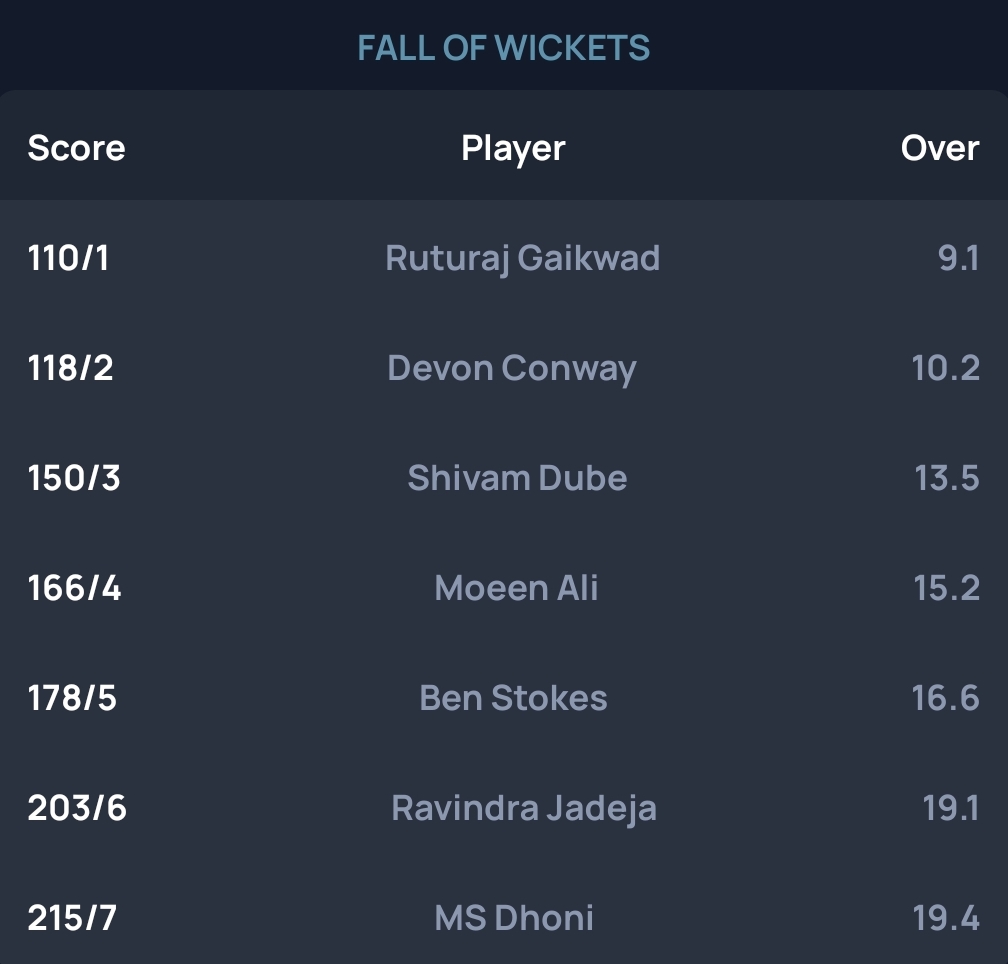 FALL OF WICKETS
Score Player Over
110/1 Ruturaj Gaikwad 9.1
118/2 Devon Conway 10.2
150/3 Shivam Dube 13.5
166/4 Moeen Ali 15.2
178/5 Ben Stokes 16.6
203/6 Ravindra Jadeja 19.1
215/7 MS Dhoni 19.4